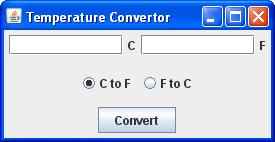 Temperature Convertor
C F
C to F F to C
Convert